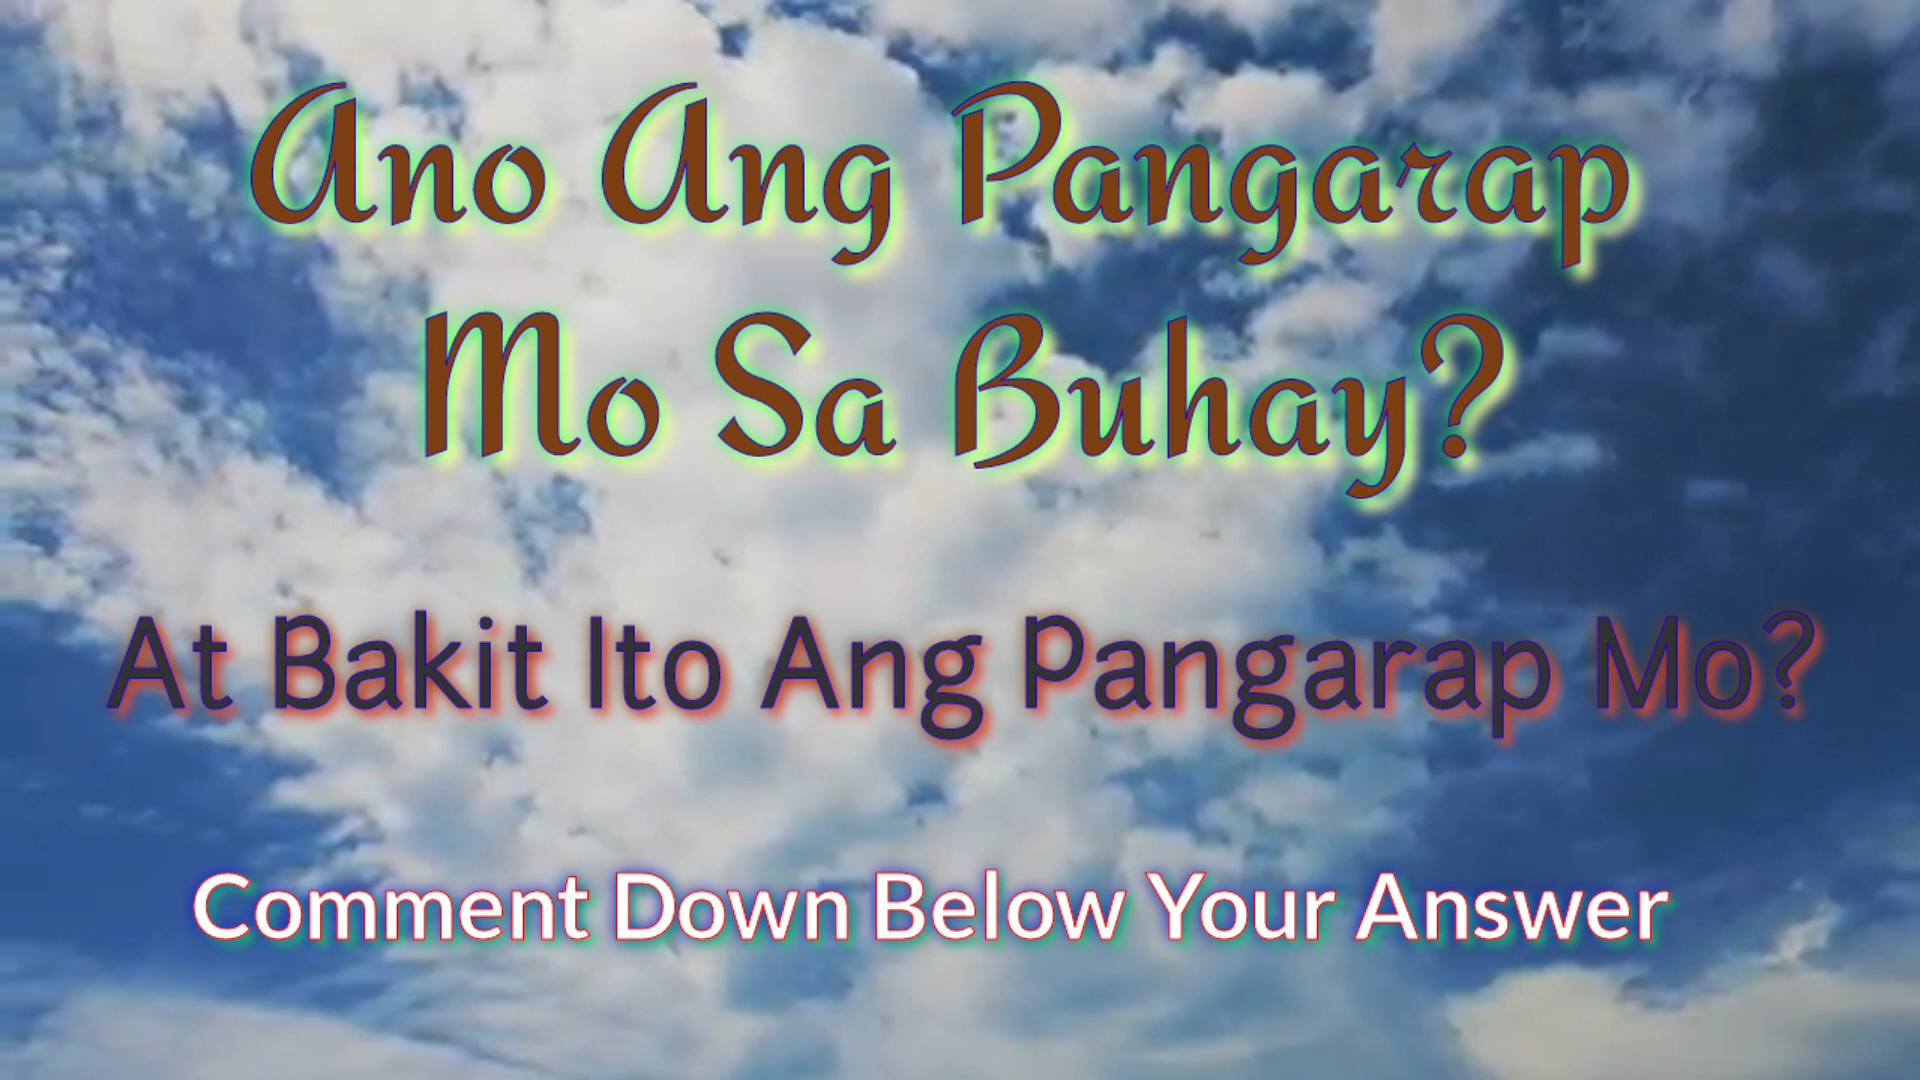 Ano Ang Pangarap
Mo Sa Buhay?
At Bakit Ito Ang Pangarap Mo?
Comment Down Below Your Answer